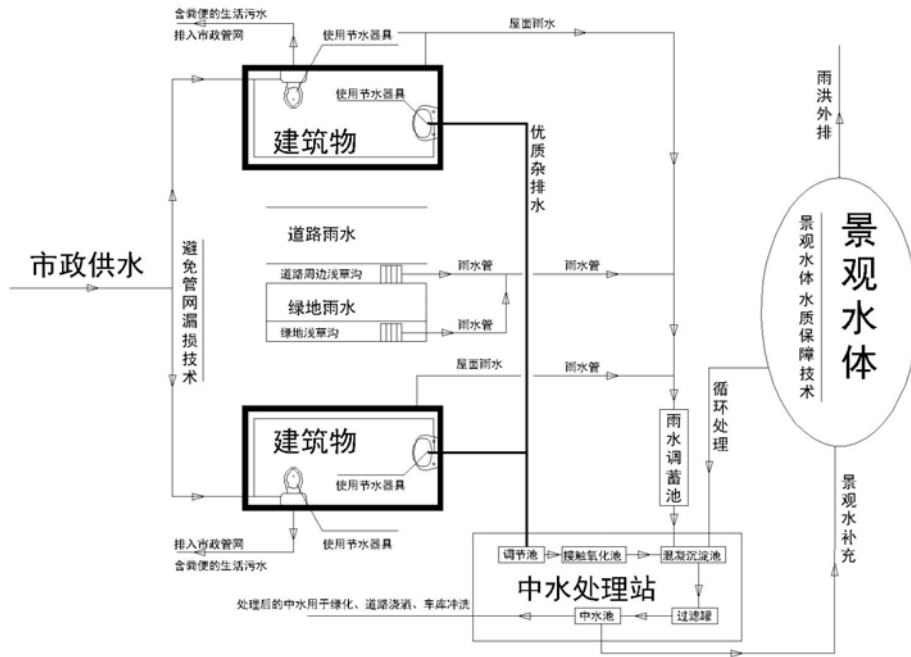 含粪便的生活污水
排入市政管网
使用节水器具
屋面雨水
使用节水器具
建筑物
优质杂排水
雨洪外排
景观水体
景观水体 水质保障技术
道路雨水
市政供水
避免管网漏损技术
道路周边浅草沟
雨水管
雨水管
绿地雨水
绿地浅草沟
雨水管
屋面雨水
雨水管
循环处理
建筑物
雨水调蓄池
使用节水器具
景观水补充
排入市政管网
使用节水器具
含粪便的生活污水
调节池
接触氧化池
混凝沉淀池
中水处理站
处理后的中水用于绿化、道路浇洒、车库冲洗
中水池
过滤罐